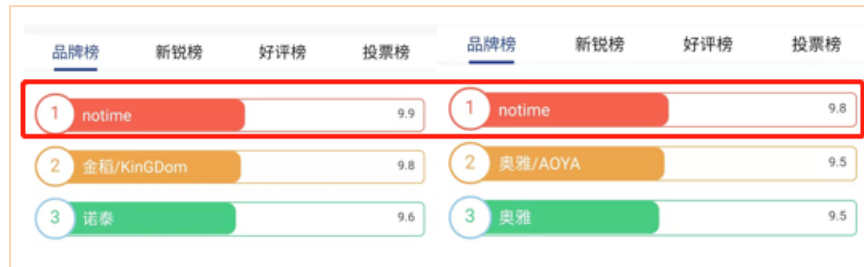 品牌榜 新锐榜 好评榜 投票榜
1 notime 9.9
2 金稻/KinGDom 9.8
3 诺泰 9.6
品牌榜 新锐榜 好评榜 投票榜
1 notime 9.8
2 奥雅/AOYA 9.5
3 奥雅 9.5